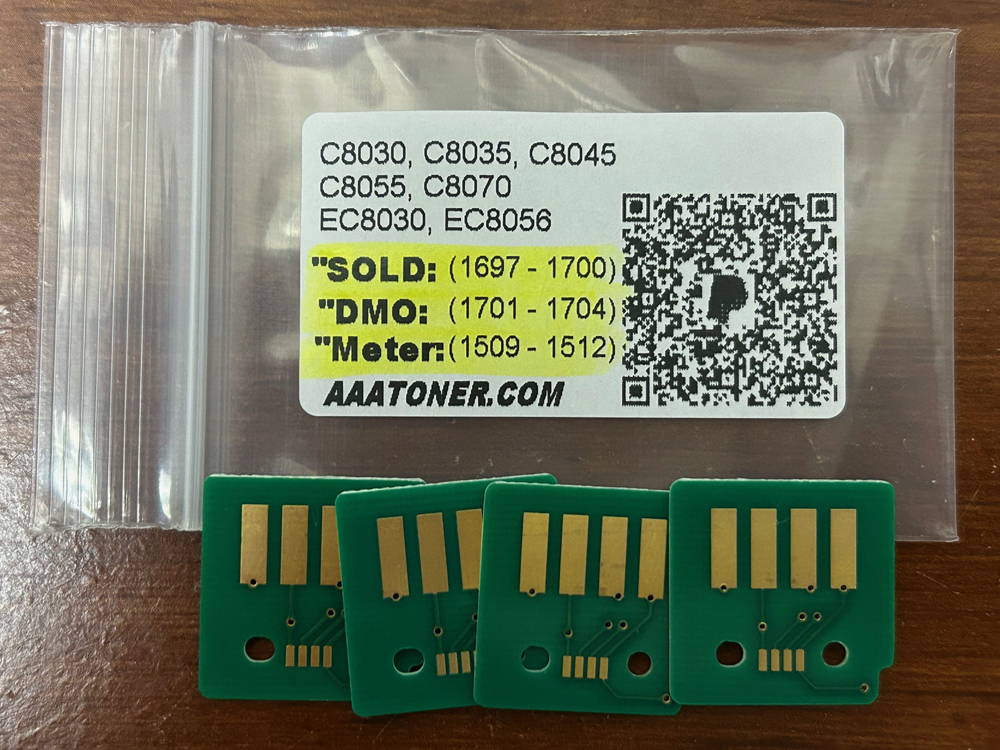 C8030, C8035, C8045
C8055, C8070
EC8030, EC8056
"SOLD: (1697 - 1700)
"DMO: (1701 - 1704)
"Meter: (1509 - 1512)
AAATONER.COM